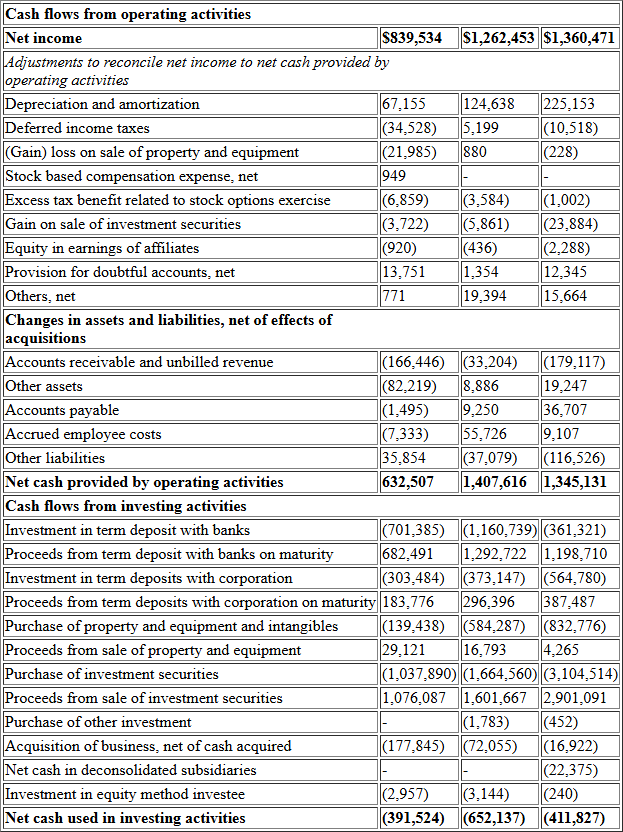 Cash flows from operating activities
Net income $839,534 $1,262,453 $1,360,471
Adjustments to reconcile net income to net cash provided by
operating activities
Depreciation and amortization 67,155 124,638 225,153
Deferred income taxes (34,528) 5,199 (10,518)
(Gain) loss on sale of property and equipment (21,985) 880 (228)
Stock based compensation expense, net 949 - -
Excess tax benefit related to stock options exercise (6,859) (3,584) (1,002)
Gain on sale of investment securities (3,722) (5,861) (23,884)
Equity in earnings of affiliates (920) (436) (2,288)
Provision for doubtful accounts, net 13,751 1,354 12,345
Others, net 771 19,394 15,664
Changes in assets and liabilities, net of effects of
acquisitions
Accounts receivable and unbilled revenue (166,446) (33,204) (179,117)
Other assets (82,219) 8,886 19,247
Accounts payable (1,495) 9,250 36,707
Accrued employee costs (7,333) 55,726 9,107
Other liabilities 35,854 (37,079) (116,526)
Net cash provided by operating activities 632,507 1,407,616 1,345,131
Cash flows from investing activities
Investment in term deposit with banks (701,385) (1,160,739) (361,321)
Proceeds from term deposit with banks on maturity 682,491 1,292,722 1,198,710
Investment in term deposits with corporation (303,484) (373,147) (564,780)
Proceeds from term deposits with corporation on maturity 183,776 296,396 387,487
Purchase of property and equipment and intangibles (139,438) (584,287) (832,776)
Proceeds from sale of property and equipment 29,121 16,793 4,265
Purchase of investment securities (1,037,890) (1,664,560) (3,104,514)
Proceeds from sale of investment securities 1,076,087 1,601,667 2,901,091
Purchase of other investment - (1,783) (452)
Acquisition of business, net of cash acquired (177,845) (72,055) (16,922)
Net cash in deconsolidated subsidiaries - - (22,375)
Investment in equity method investee (2,957) (3,144) (240)
Net cash used in investing activities (391,524) (652,137) (411,827)